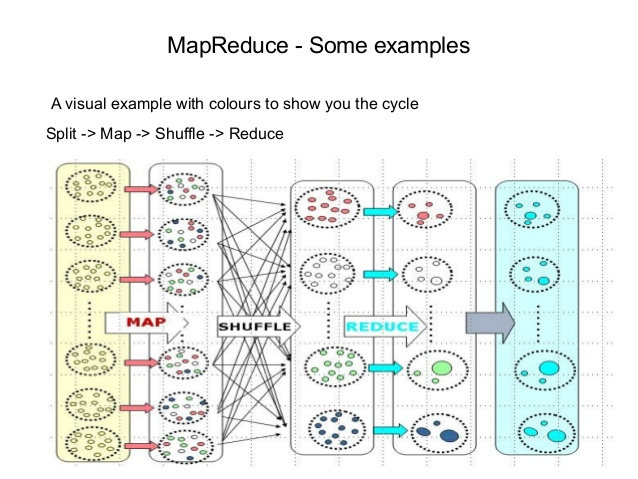 MapReduce - Some examples
A visual example with colours to show you the cycle
Split -> Map -> Shuffle -> Reduce
MAP
SHUFFLE
REDUCE